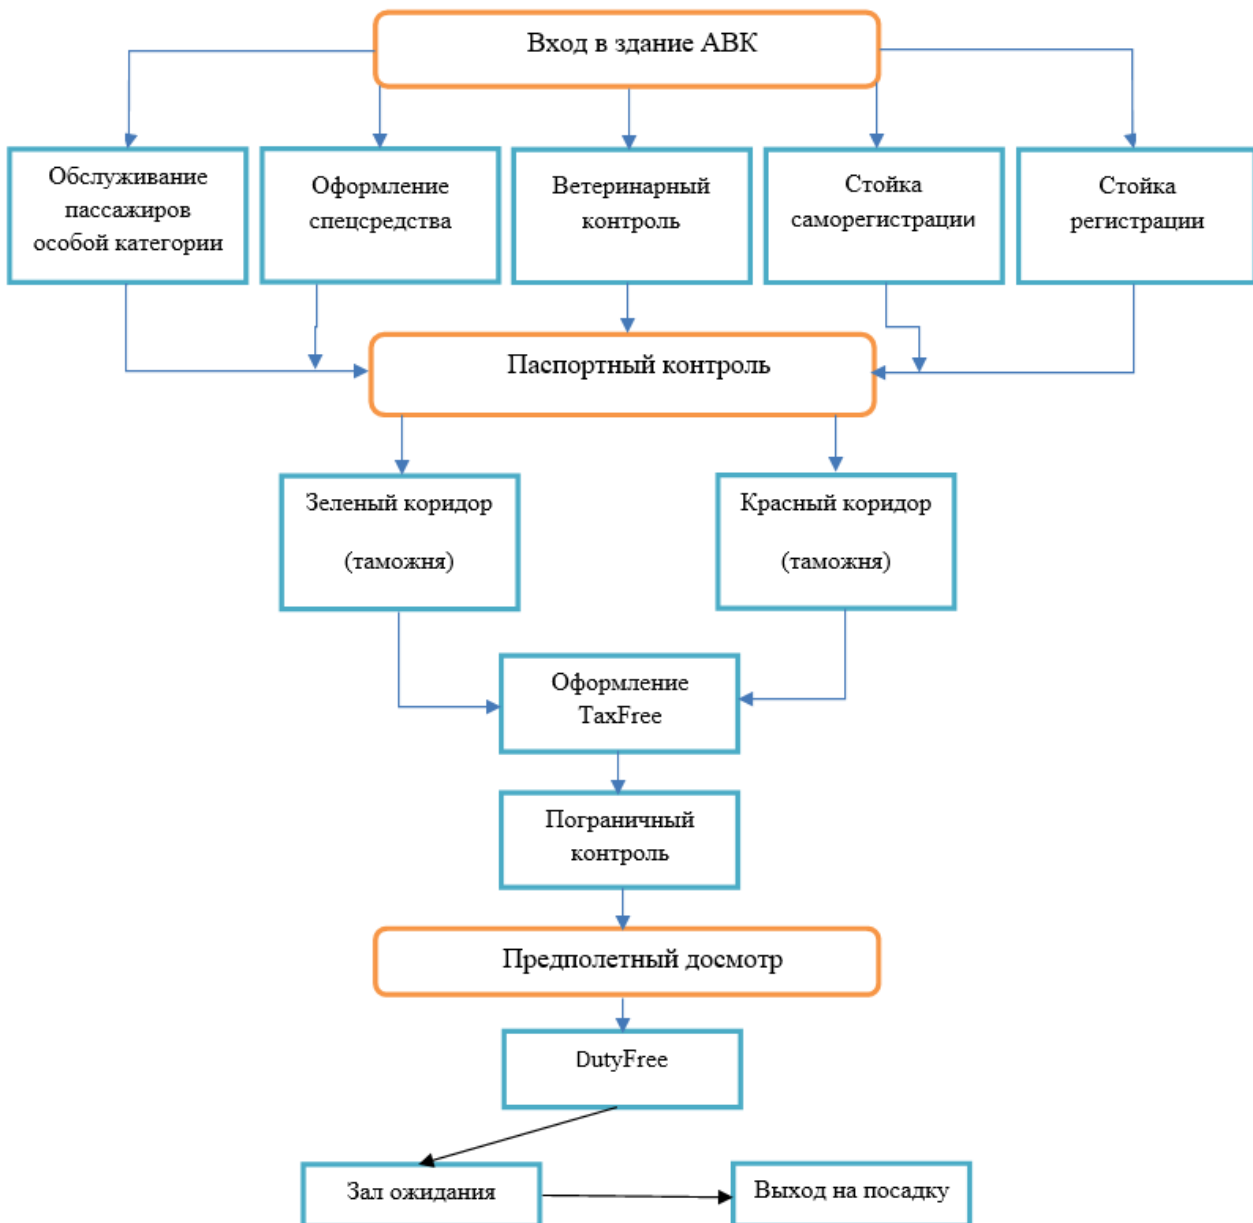 Вход в здание АВК
Обслуживание
пассажиров
особой категории
Оформление
спецсредства
Ветеринарный
контроль
Стойка
саморегистрации
Стойка
регистрации
Паспортный контроль
Зеленый коридор
(таможня)
Красный коридор
(таможня)
Оформление
TaxFree
Пограничный
контроль
Предполетный досмотр
DutyFree
Зал ожидания
Выход на посадку